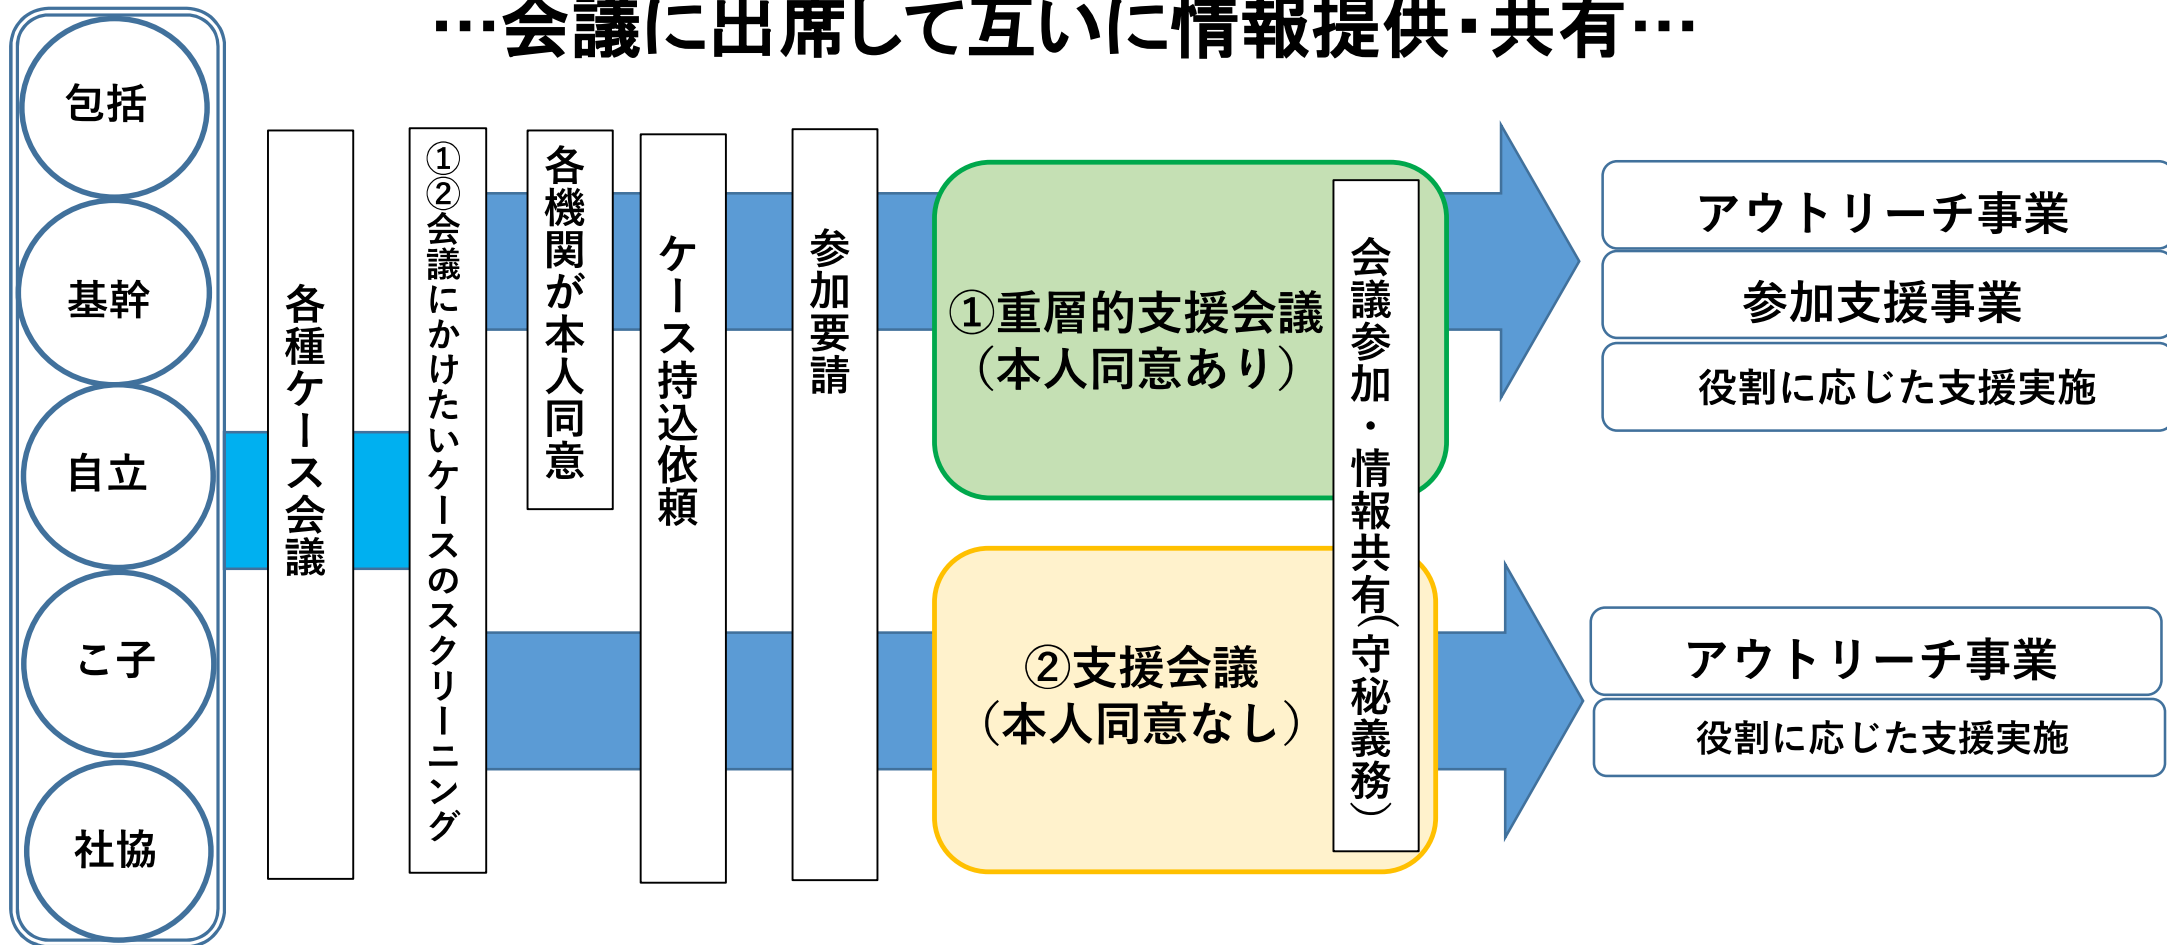 …会議に出席して互いに情報提供・共有…
包括
基幹
自立
こ子
社協
各種ケース会議
①②会議にかけたいケースのスクリーニング
各機関が本人同意
ケース持込依頼
参加要請
①重層的支援会議
（本人同意あり）
②支援会議
（本人同意なし）
会議参加・情報共有（守秘義務）
アウトリーチ事業
参加支援事業
役割に応じた支援実施
アウトリーチ事業
役割に応じた支援実施